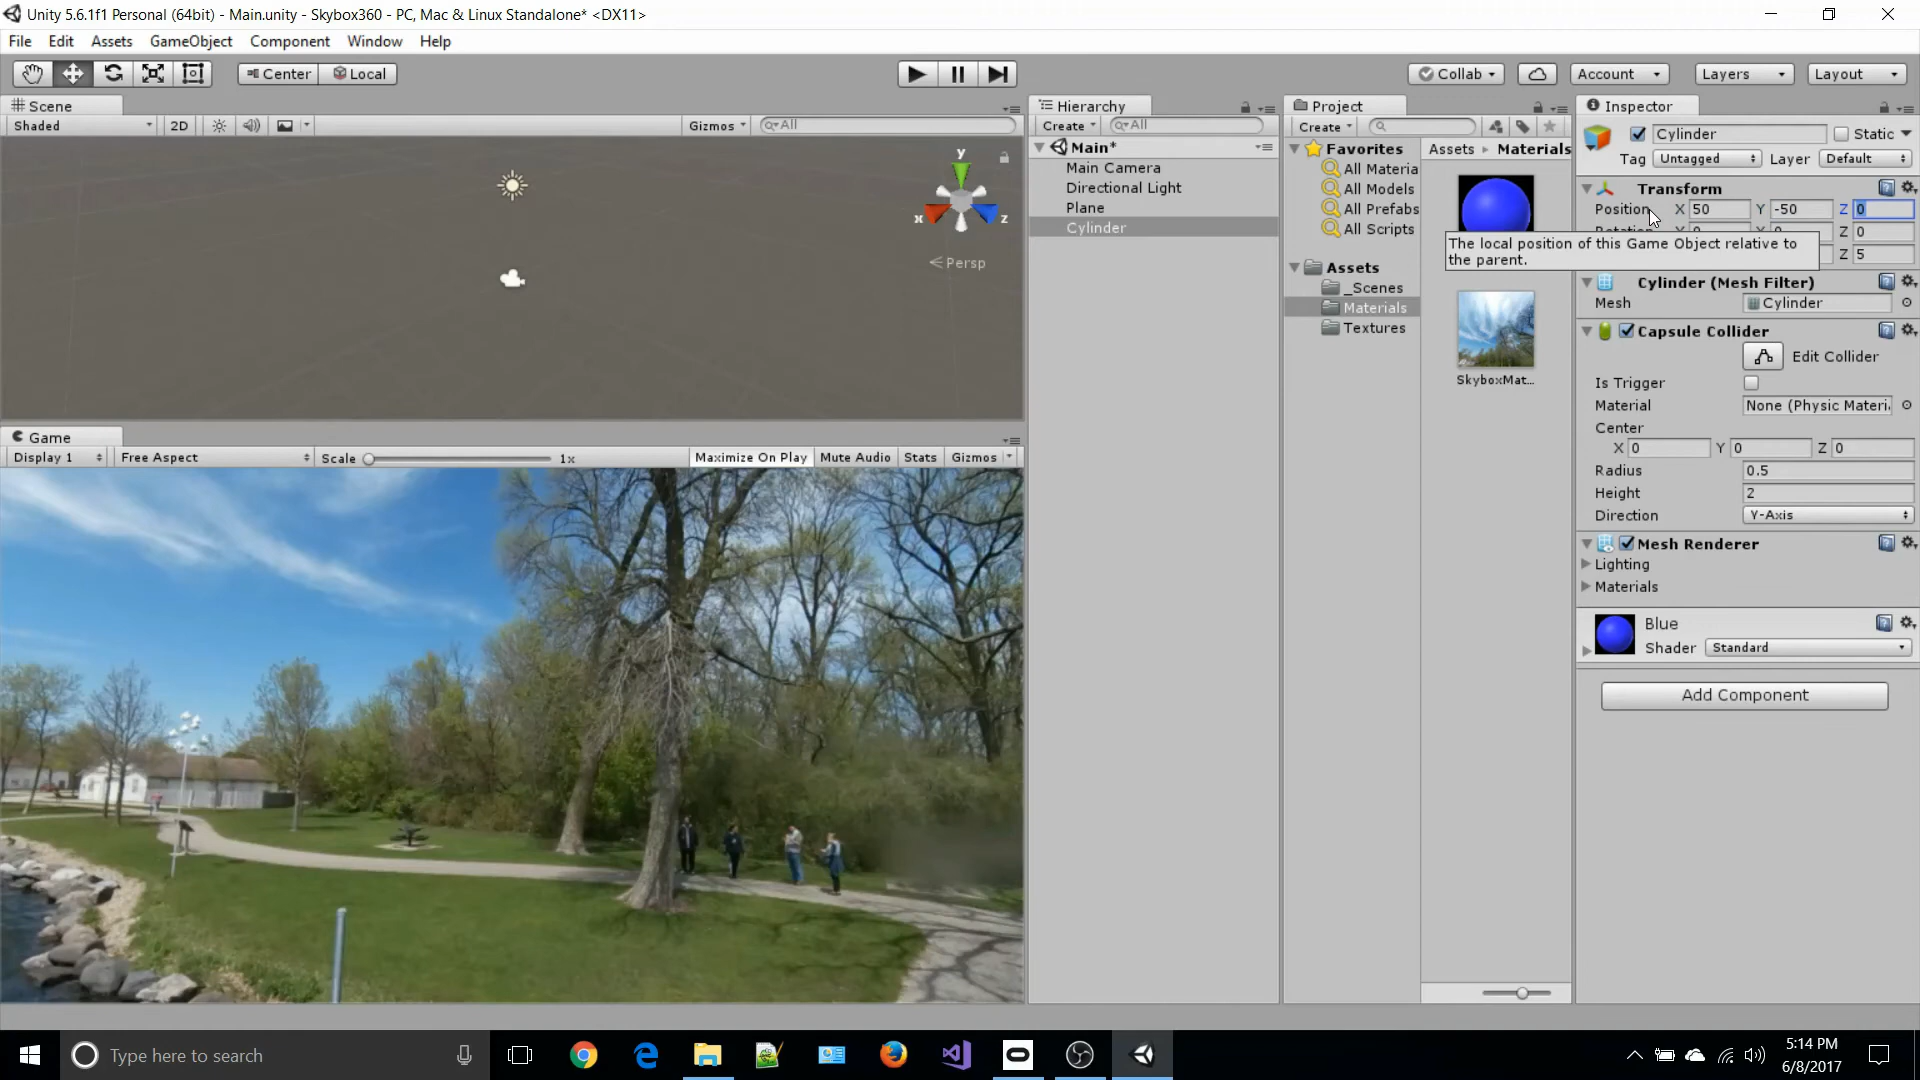 Unity 5.6.1f1 Personal (64bit) - Main.unity - Skybox360 - PC, Mac & Linux Standalone* <DX11>
File Edit Assets GameObject Component Window Help
Center Local Collab Account Layers Layout
Scene
Shaded 2D Gizmos All
y
x z
Persp
Game
Display 1 Free Aspect Scale 1x Maximize On Play Mute Audio Stats Gizmos
Hierarchy
Create All
Main*
Main Camera
Directional Light
Plane
Cylinder
Project
Create
Favorites
All Materia
All Models
All Prefabs
All Scripts
Assets
_Scenes
Materials
Textures
Assets Materials
SkyboxMat...
Inspector
Cylinder Static
Tag Untagged Layer Default
Transform
Position X 50 Y -50 Z 0
Z 0
Z 5
The local position of this Game Object relative to
the parent.
Cylinder (Mesh Filter)
Mesh Cylinder
Capsule Collider
Edit Collider
Is Trigger
Material None (Physic Materi
Center
X 0 Y 0 Z 0
Radius 0.5
Height 2
Direction Y-Axis
Mesh Renderer
Lighting
Materials
Blue
Shader Standard
Add Component
Type here to search
5:14 PM
6/8/2017